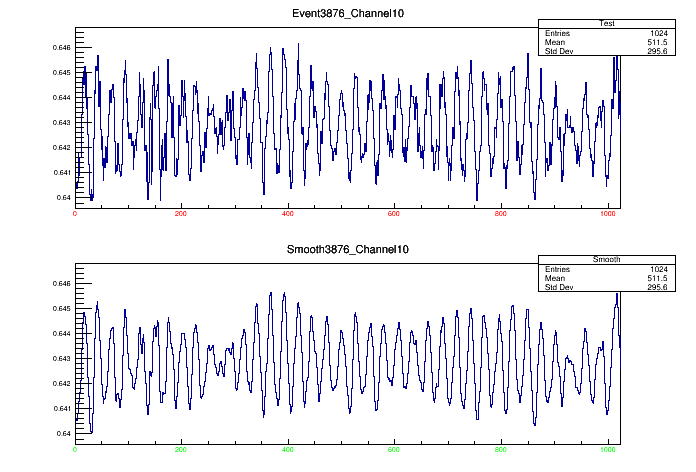 Event3876_Channel10
Test
Entries 1024
Mean 511.5
Std Dev 295.6
0.646
0.645
0.644
0.643
0.642
0.641
0.64
0 200 400 600 800 1000
Smooth3876_Channel10
Smooth
Entries 1024
Mean 511.5
Std Dev 295.6
0.646
0.645
0.644
0.643
0.642
0.641
0.64
0 200 400 600 800 1000